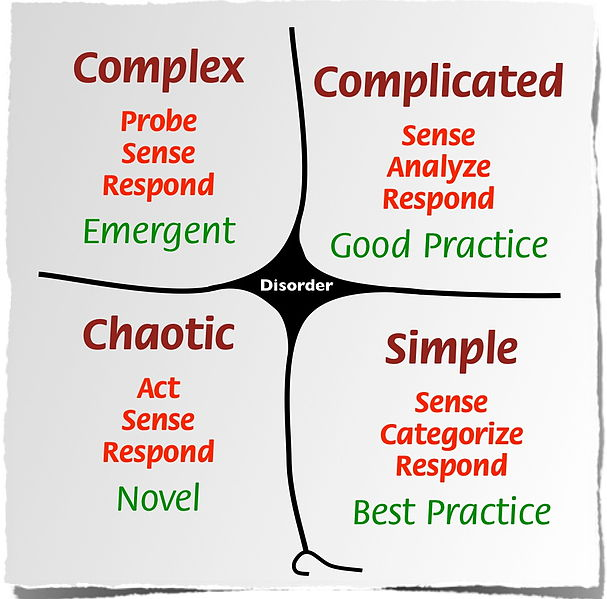 Complex
Probe
Sense
Respond
Emergent
Complicated
Sense
Analyze
Respond
Good Practice
Disorder
Chaotic
Act
Sense
Respond
Novel
Simple
Sense
Categorize
Respond
Best Practice